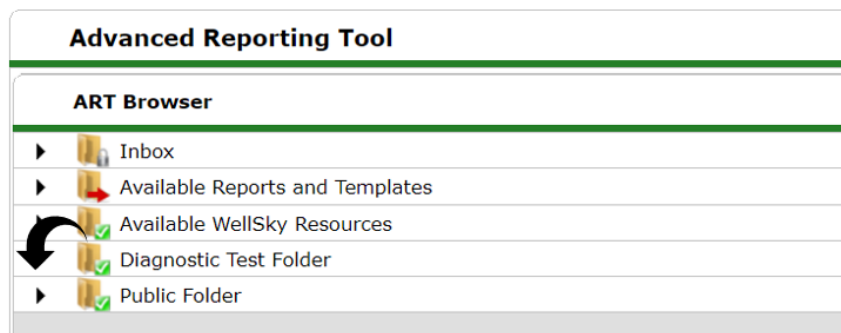 Advanced Reporting Tool
ART Browser
Inbox
Available Reports and Templates
Available WellSky Resources
Diagnostic Test Folder
Public Folder